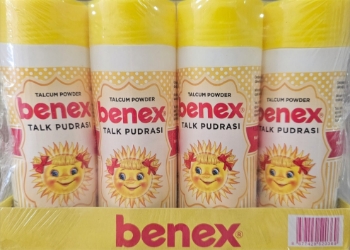 TALCUM POWDER
benex
TALK PUDRASI
TALCUM POWDER
benex
TALK PUDRASI
TALCUM POWDER
benex
TALK PUDRASI
TALCUM POWDER
benex
TALK PUDRASI
benex®